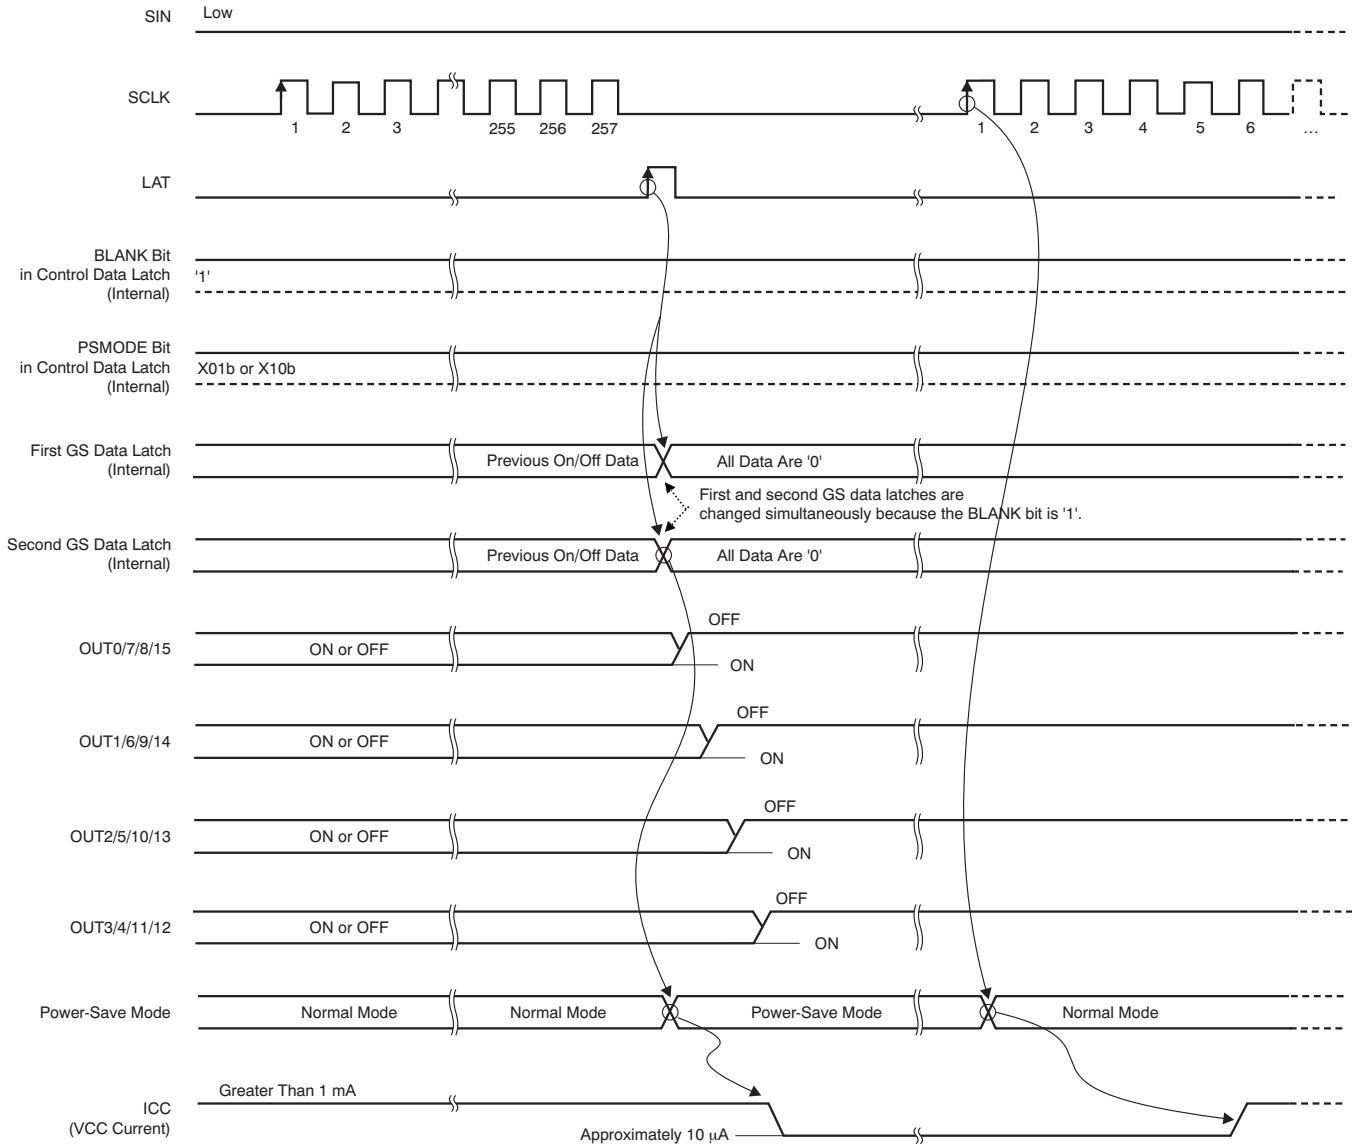 SIN
Low
SCLK
1 2 3 255 256 257 1 2 3 4 5 6 ...
LAT
BLANK Bit
in Control Data Latch
(Internal)
'1'
PSMODE Bit
in Control Data Latch
(Internal)
X01b or X10b
First GS Data Latch
(Internal)
Previous On/Off Data
All Data Are '0'
First and second GS data latches are
changed simultaneously because the BLANK bit is '1'.
Second GS Data Latch
(Internal)
Previous On/Off Data
All Data Are '0'
OUT0/7/8/15
ON or OFF
OFF
ON
OUT1/6/9/14
ON or OFF
OFF
ON
OUT2/5/10/13
ON or OFF
OFF
ON
OUT3/4/11/12
ON or OFF
OFF
ON
Power-Save Mode
Normal Mode
Normal Mode
Power-Save Mode
Normal Mode
ICC
(VCC Current)
Greater Than 1 mA
Approximately 10 μA